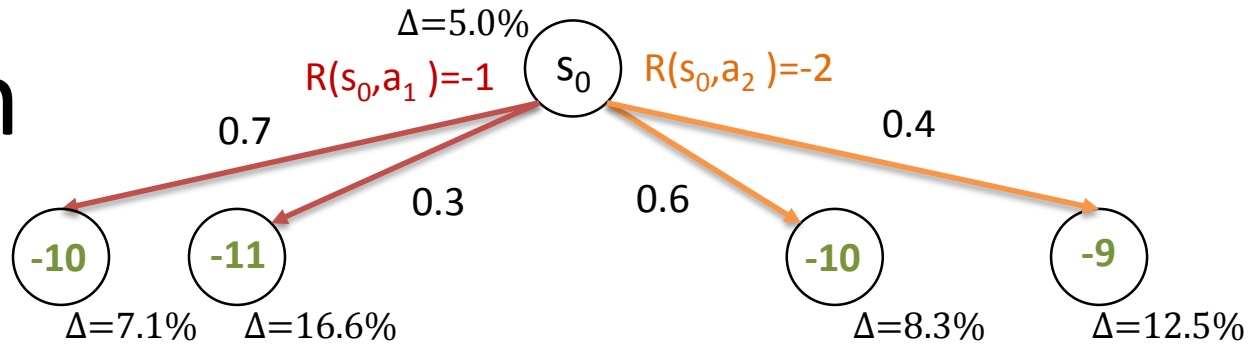 Δ=5.0%
R(s₀,a₁ )=-1
s₀
R(s₀,a₂ )=-2
n
0.7
0.4
0.3
0.6
-10
-11
-10
-9
Δ=7.1%
Δ=16.6%
Δ=8.3%
Δ=12.5%